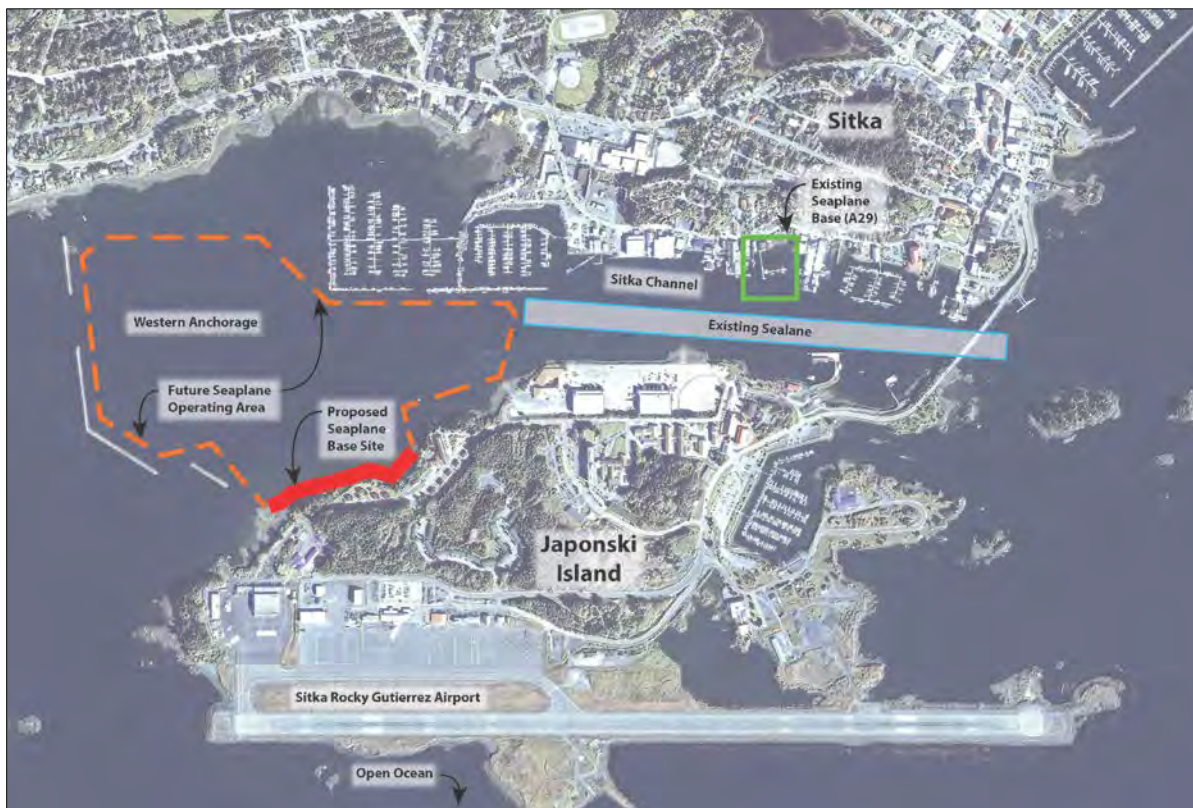 Sitka
Existing
Seaplane
Base (A29)
Sitka Channel
Western Anchorage
Existing Sealane
Future Seaplane
Operating Area
Proposed
Seaplane
Base Site
Japonski
Island
Sitka Rocky Gutierrez Airport
Open Ocean